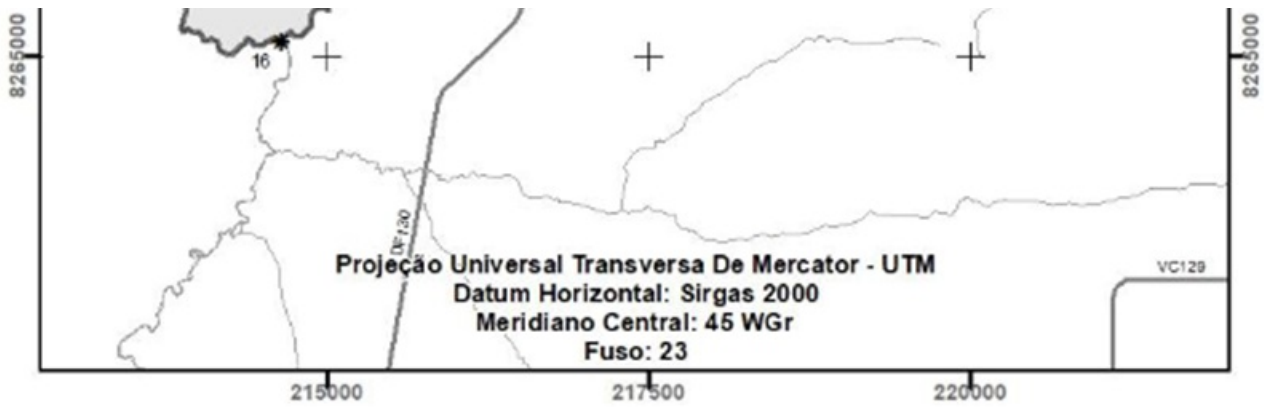 8265000
8265000
16
DF130
Projeção Universal Transversa De Mercator - UTM
VC129
Datum Horizontal: Sirgas 2000
Meridiano Central: 45 WGr
Fuso: 23
215000
217500
220000